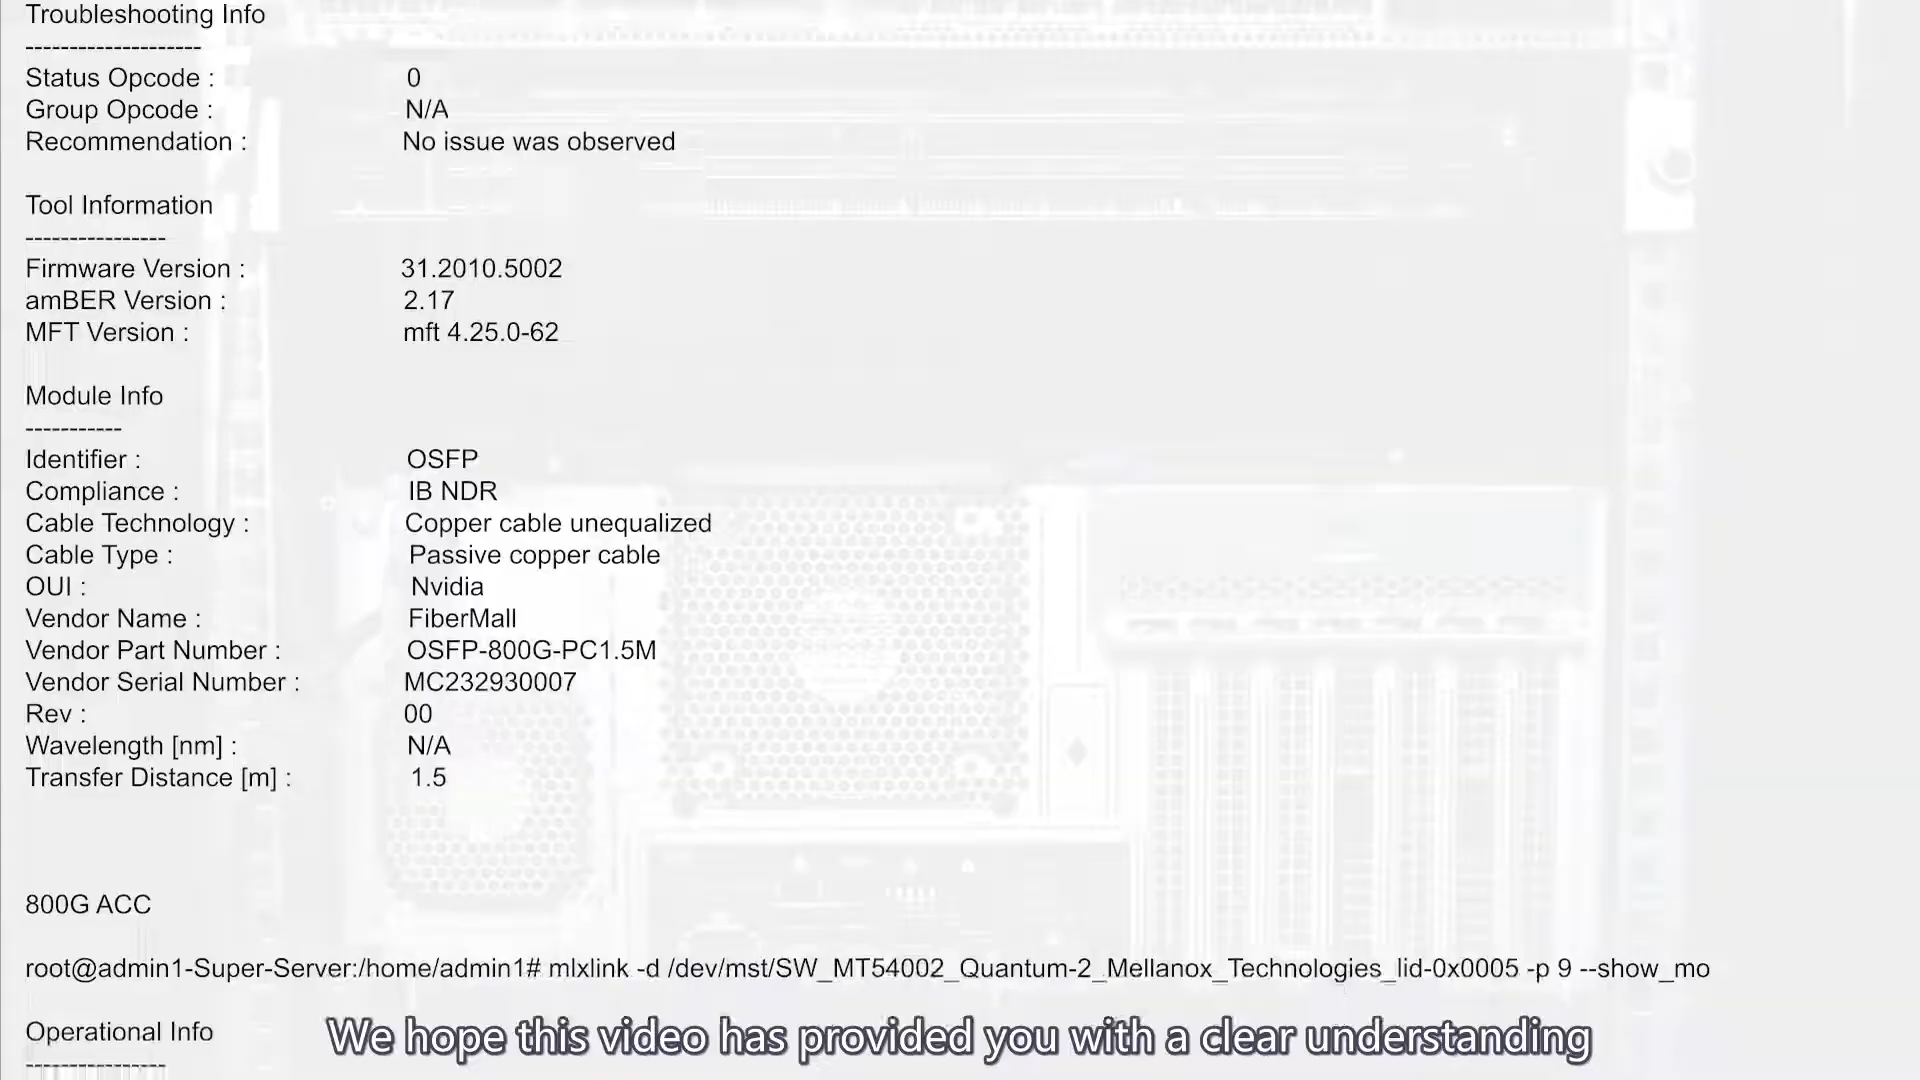 Troubleshooting Info
--------------------
Status Opcode : 0
Group Opcode : N/A
Recommendation : No issue was observed
Tool Information
----------------
Firmware Version : 31.2010.5002
amBER Version : 2.17
MFT Version : mft 4.25.0-62
Module Info
-----------
Identifier : OSFP
Compliance : IB NDR
Cable Technology : Copper cable unequalized
Cable Type : Passive copper cable
OUI : Nvidia
Vendor Name : FiberMall
Vendor Part Number : OSFP-800G-PC1.5M
Vendor Serial Number : MC232930007
Rev : 00
Wavelength [nm] : N/A
Transfer Distance [m] : 1.5
800G ACC
root@admin1-Super-Server:/home/admin1# mlxlink -d /dev/mst/SW_MT54002_Quantum-2_Mellanox_Technologies_lid-0x0005 -p 9 --show_mo
Operational Info
----------------
We hope this video has provided you with a clear understanding